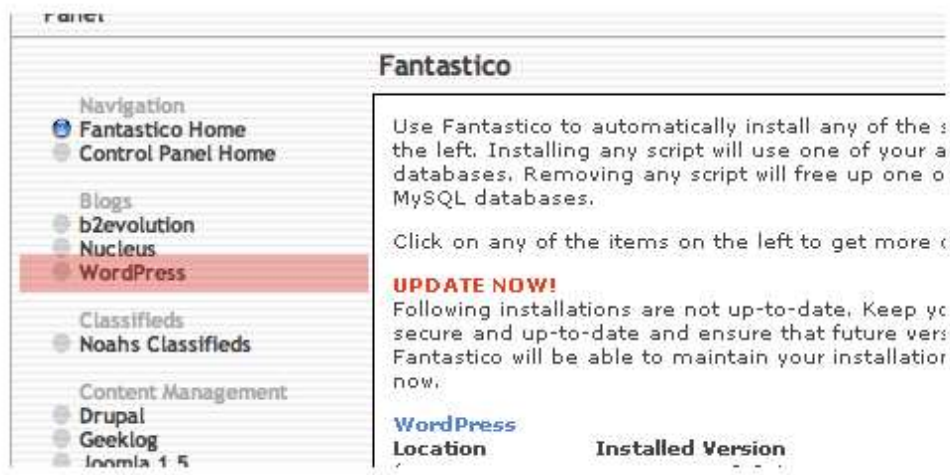 Panel
Fantastico
Navigation
Fantastico Home
Control Panel Home
Blogs
b2evolution
Nucleus
WordPress
Classifieds
Noahs Classifieds
Content Management
Drupal
Geeklog
Joomla 1.5
Use Fantastico to automatically install any of the
the left. Installing any script will use one of your
databases. Removing any script will free up one
MySQL databases.
Click on any of the items on the left to get more
UPDATE NOW!
Following installations are not up-to-date. Keep
secure and up-to-date and ensure that future
Fantastico will be able to maintain your
now.
WordPress
Location Installed Version